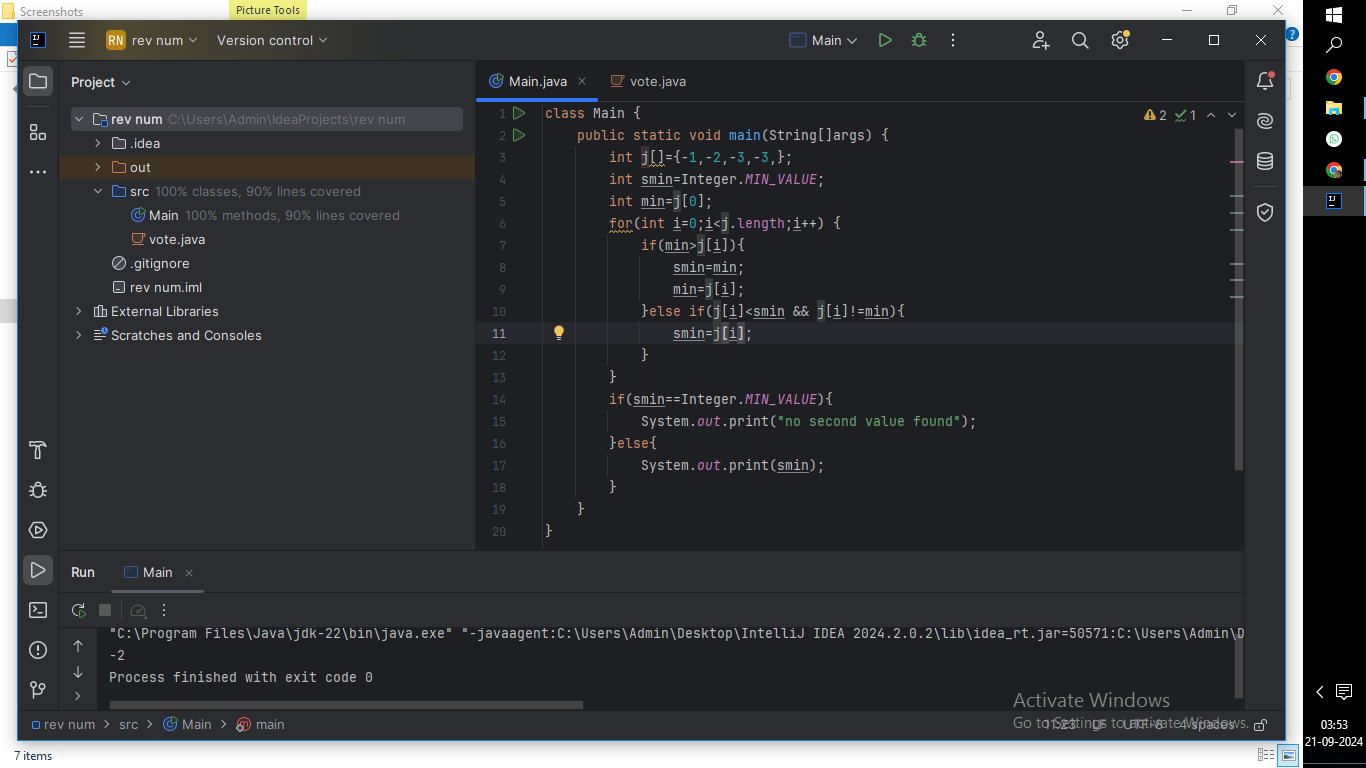 Screenshots
Picture Tools
RN rev num
Version control
Main
Project
Main.java
vote.java
rev num C:\Users\Admin\IdeaProjects\rev num
.idea
out
src 100% classes, 90% lines covered
Main 100% methods, 90% lines covered
vote.java
.gitignore
rev num.iml
External Libraries
Scratches and Consoles
2 1
1 class Main {
2 public static void main(String[]args) {
3 int j[]={-1,-2,-3,-3,};
4 int smin=Integer.MIN_VALUE;
5 int min=j[0];
6 for(int i=0;i<j.length;i++) {
7 if(min>j[i]){
8 smin=min;
9 min=j[i];
10 }else if(j[i]<smin && j[i]!=min){
11 smin=j[i];
12 }
13 }
14 if(smin==Integer.MIN_VALUE){
15 System.out.print("no second value found");
16 }else{
17 System.out.print(smin);
18 }
19 }
20 }
Run
Main
"C:\Program Files\Java\jdk-22\bin\java.exe" "-javaagent:C:\Users\Admin\Desktop\IntelliJ IDEA 2024.2.0.2\lib\idea_rt.jar=50571:C:\Users\Admin\D
-2
Process finished with exit code 0
Activate Windows
Go to Settings to activate Windows.
rev num > src > Main > main
11:23 LF UTF-8 4 spaces
7 items
03:53
21-09-2024